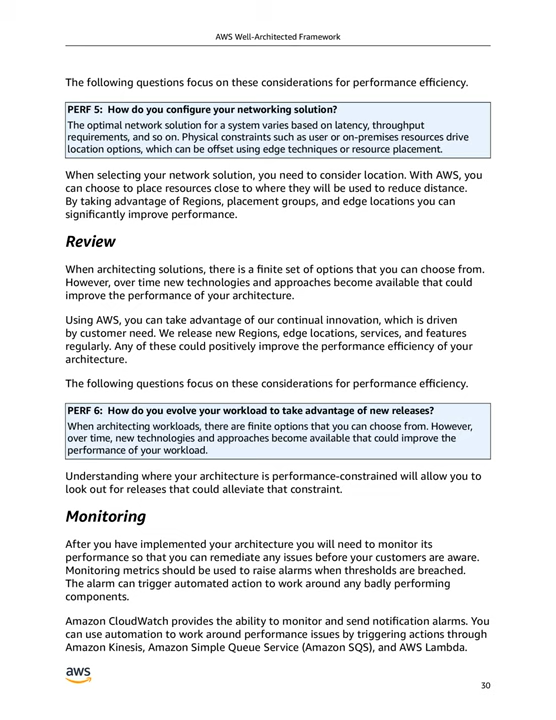 AWS Well-Architected Framework
The following questions focus on these considerations for performance efficiency.
PERF 5: How do you configure your networking solution?
The optimal network solution for a system varies based on latency, throughput
requirements, and so on. Physical constraints such as user or on-premises resources drive
location options, which can be offset using edge techniques or resource placement.
When selecting your network solution, you need to consider location. With AWS, you
can choose to place resources close to where they will be used to reduce distance.
By taking advantage of Regions, placement groups, and edge locations you can
significantly improve performance.
Review
When architecting solutions, there is a finite set of options that you can choose from.
However, over time new technologies and approaches become available that could
improve the performance of your architecture.
Using AWS, you can take advantage of our continual innovation, which is driven
by customer need. We release new Regions, edge locations, services, and features
regularly. Any of these could positively improve the performance efficiency of your
architecture.
The following questions focus on these considerations for performance efficiency.
PERF 6: How do you evolve your workload to take advantage of new releases?
When architecting workloads, there are finite options that you can choose from. However,
over time, new technologies and approaches become available that could improve the
performance of your workload.
Understanding where your architecture is performance-constrained will allow you to
look out for releases that could alleviate that constraint.
Monitoring
After you have implemented your architecture you will need to monitor its
performance so that you can remediate any issues before your customers are aware.
Monitoring metrics should be used to raise alarms when thresholds are breached.
The alarm can trigger automated action to work around any badly performing
components.
Amazon CloudWatch provides the ability to monitor and send notification alarms. You
can use automation to work around performance issues by triggering actions through
Amazon Kinesis, Amazon Simple Queue Service (Amazon SQS), and AWS Lambda.
aws
30